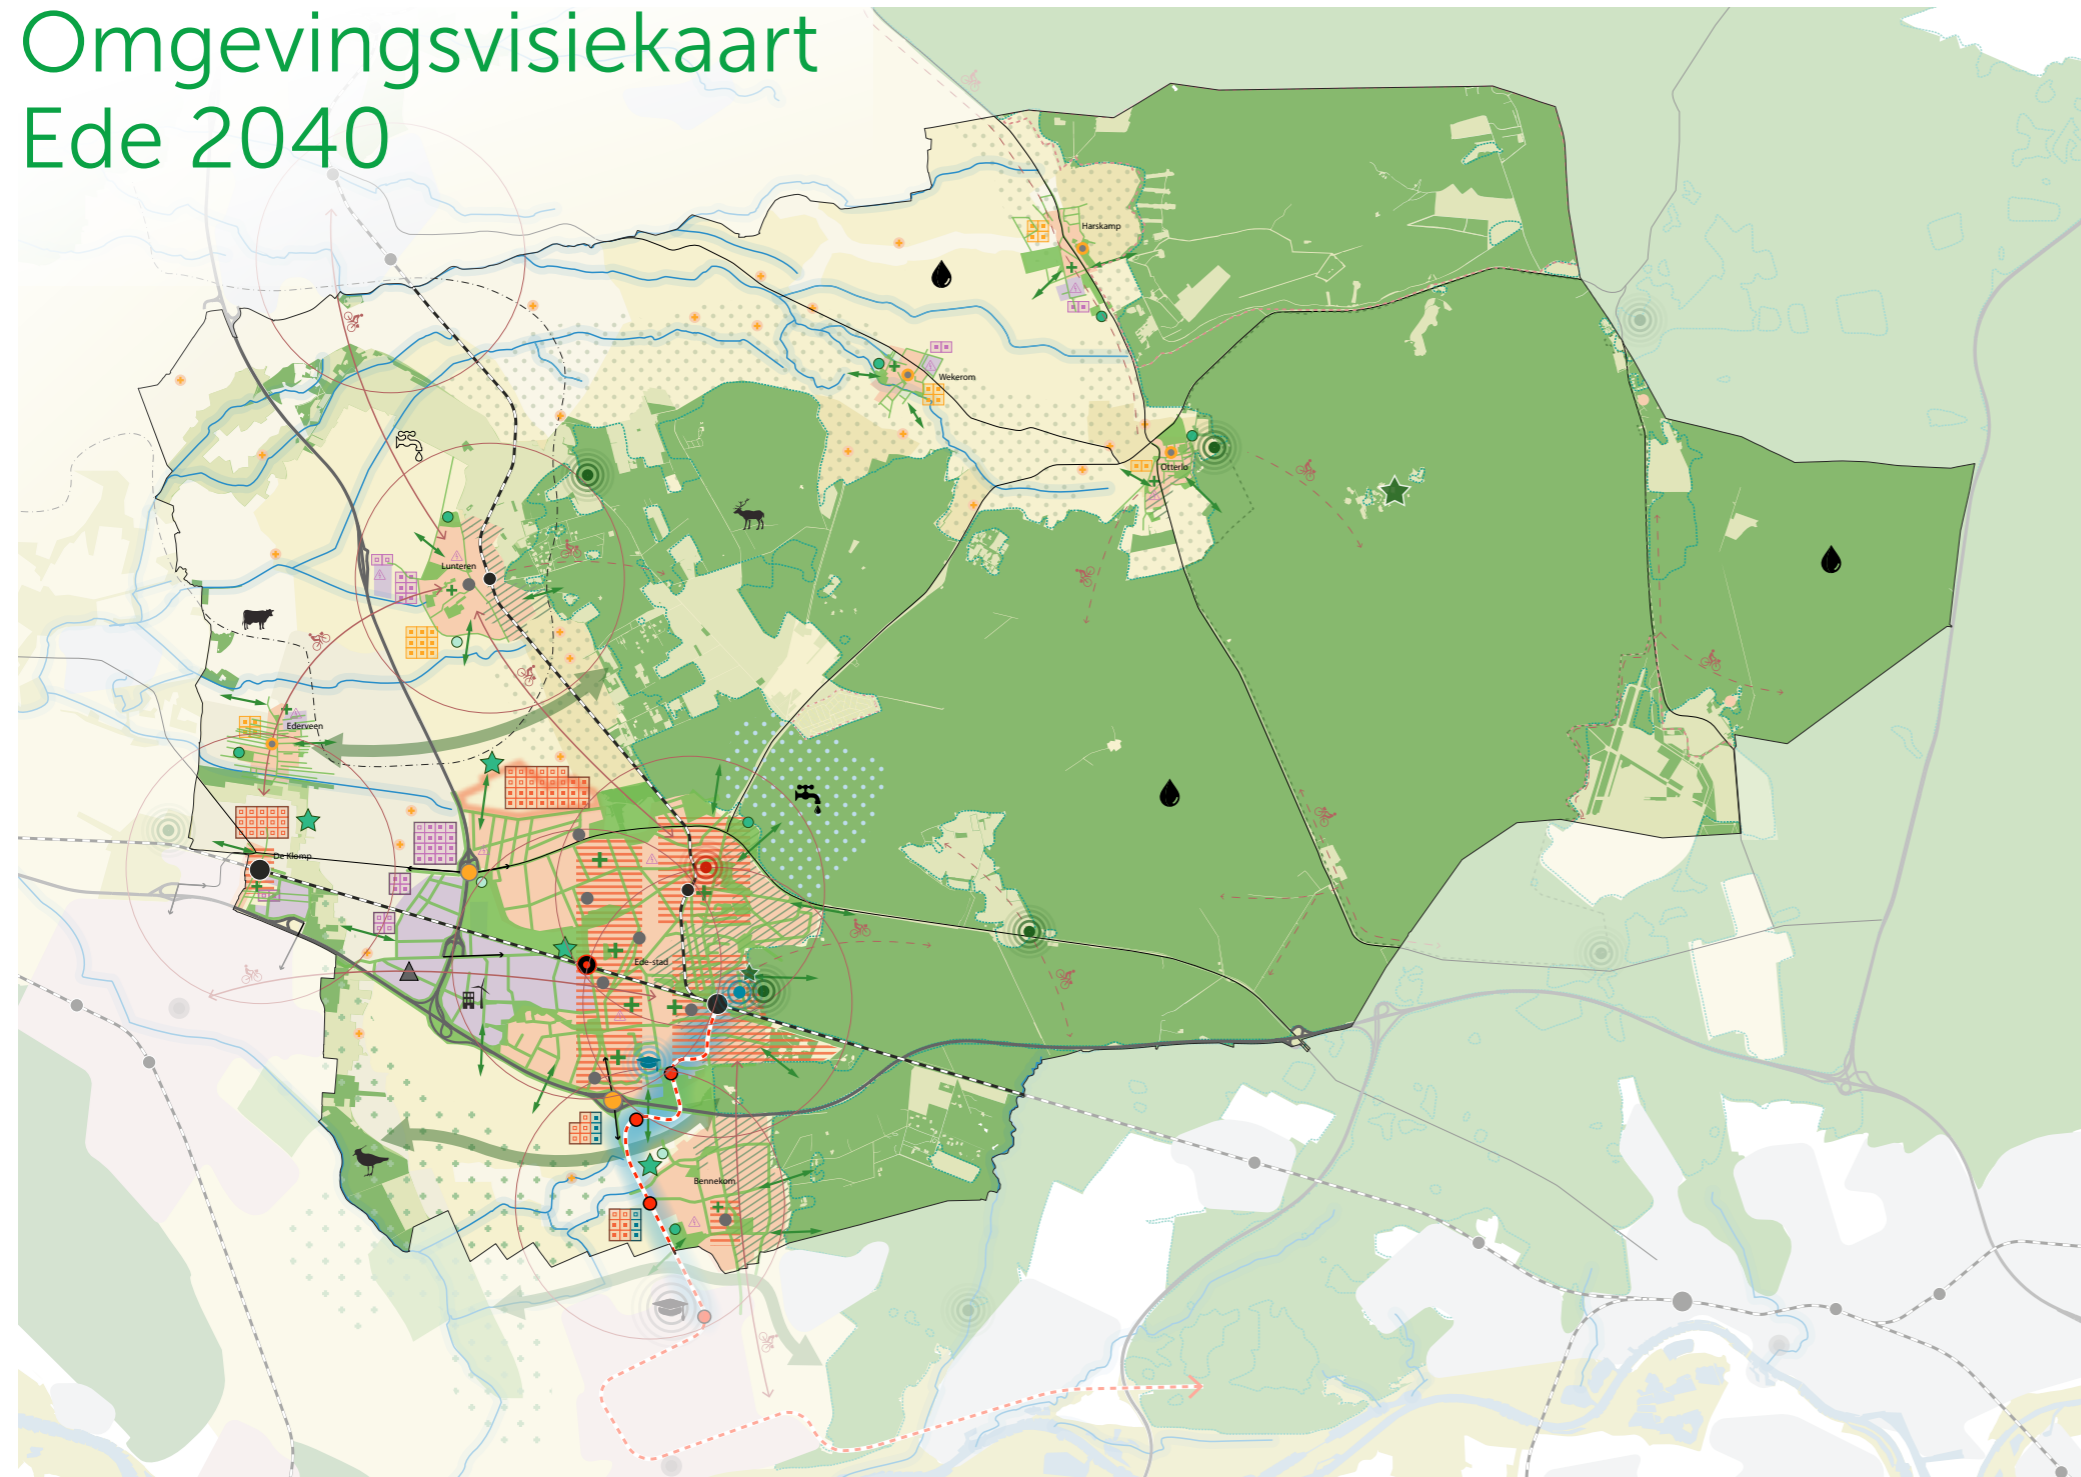 Omgevingsvisiekaart
Ede 2040
Harskamp
Wekerom
Otterlo
Lunteren
Ederveen
De Klomp
Ede-stad
Bennekom